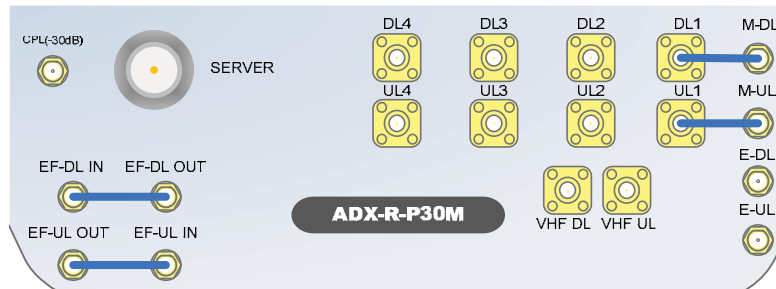 DL4 DL3 DL2 DL1 M-DL
CPL(-30dB)
SERVER
UL4 UL3 UL2 UL1 M-UL
EF-DL IN EF-DL OUT E-DL
ADX-R-P30M
VHF DL VHF UL E-UL
EF-UL OUT EF-UL IN